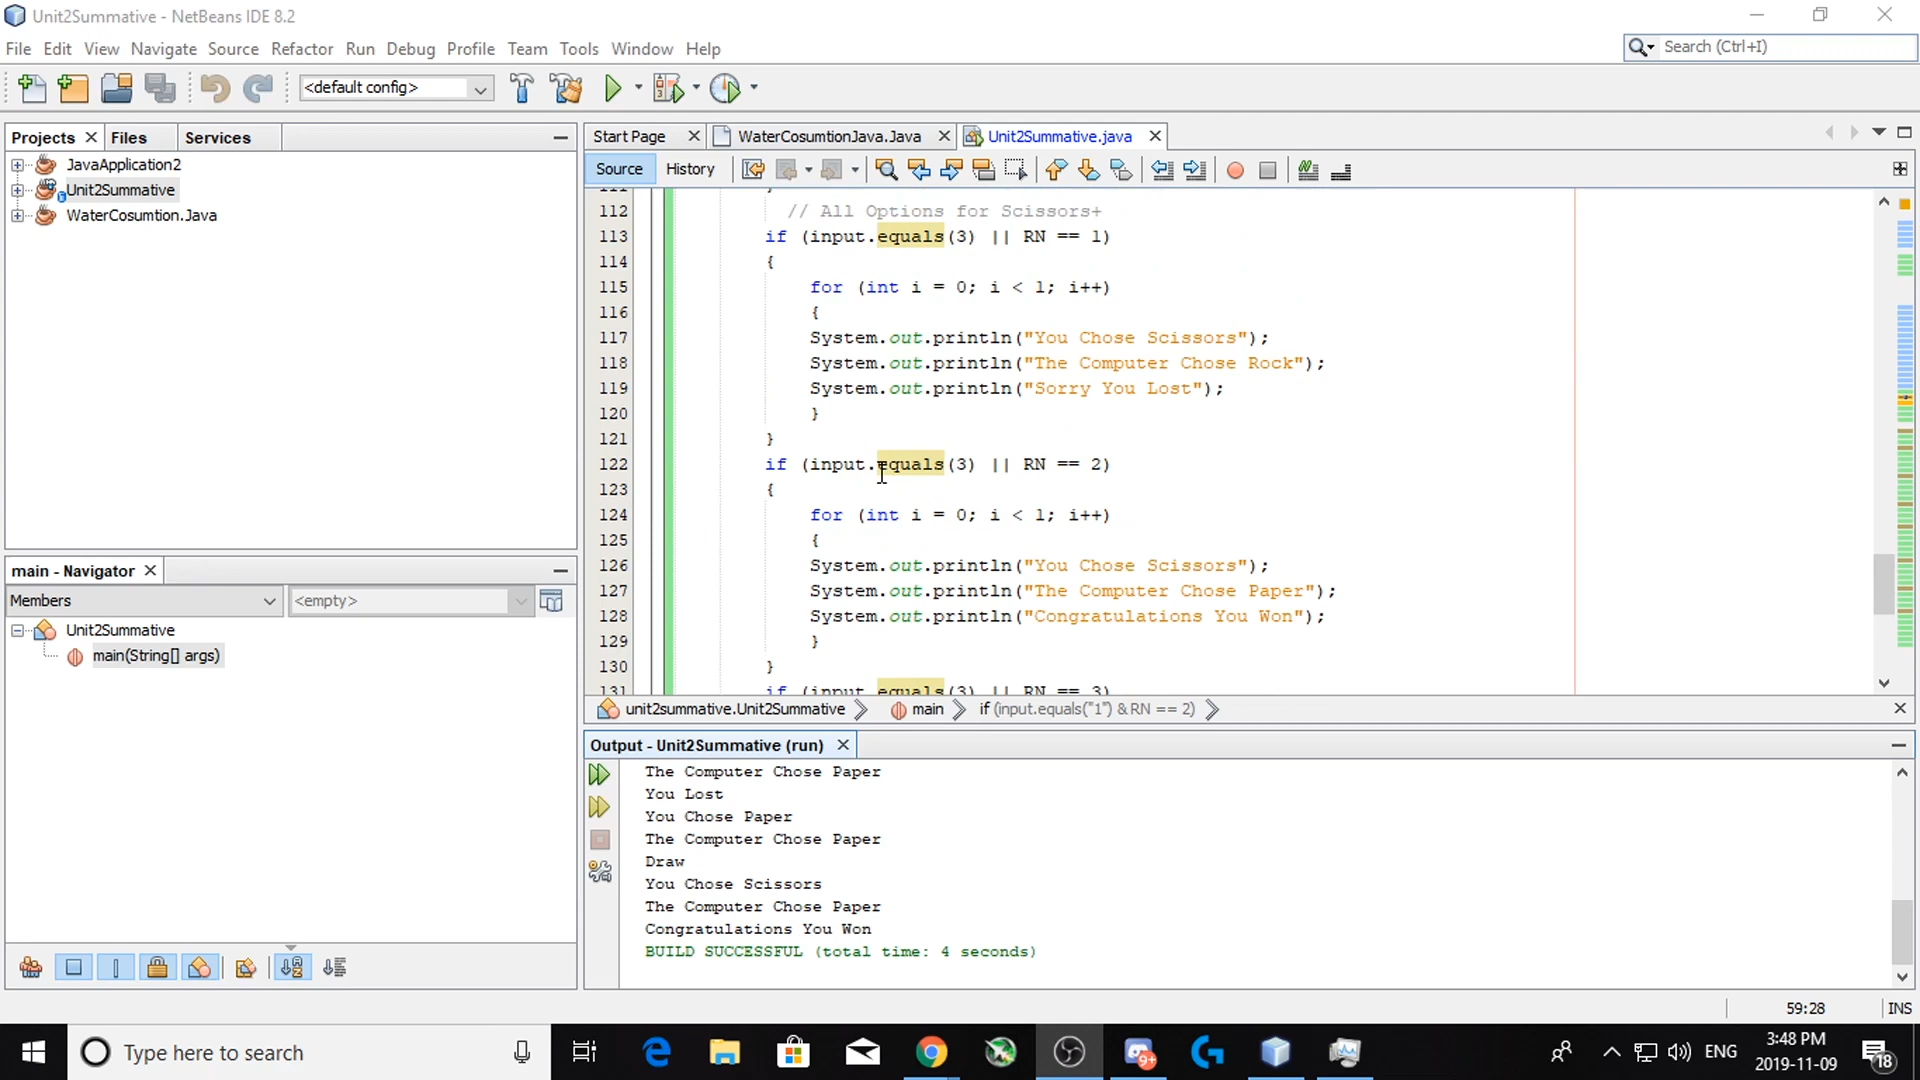 Unit2Summative - NetBeans IDE 8.2
File Edit View Navigate Source Refactor Run Debug Profile Team Tools Window Help
Search (Ctrl+I)
<default config>
Projects Files Services
JavaApplication2
Unit2Summative
WaterCosumtion.Java
main - Navigator
Members
<empty>
Unit2Summative
main(String[] args)
Start Page WaterCosumtionJava.Java Unit2Summative.java
Source History
111 }
112 // All Options for Scissors+
113 if (input.equals(3) || RN == 1)
114 {
115 for (int i = 0; i < 1; i++)
116 {
117 System.out.println("You Chose Scissors");
118 System.out.println("The Computer Chose Rock");
119 System.out.println("Sorry You Lost");
120 }
121 }
122 if (input.equals(3) || RN == 2)
123 {
124 for (int i = 0; i < 1; i++)
125 {
126 System.out.println("You Chose Scissors");
127 System.out.println("The Computer Chose Paper");
128 System.out.println("Congratulations You Won");
129 }
130 }
131 if (input.equals(3) || RN == 3)
unit2summative.Unit2Summative main if (input.equals("1") & RN == 2)
Output - Unit2Summative (run)
The Computer Chose Paper
You Lost
You Chose Paper
The Computer Chose Paper
Draw
You Chose Scissors
The Computer Chose Paper
Congratulations You Won
BUILD SUCCESSFUL (total time: 4 seconds)
59:28 INS
Type here to search
9+
ENG
3:48 PM
2019-11-09
18